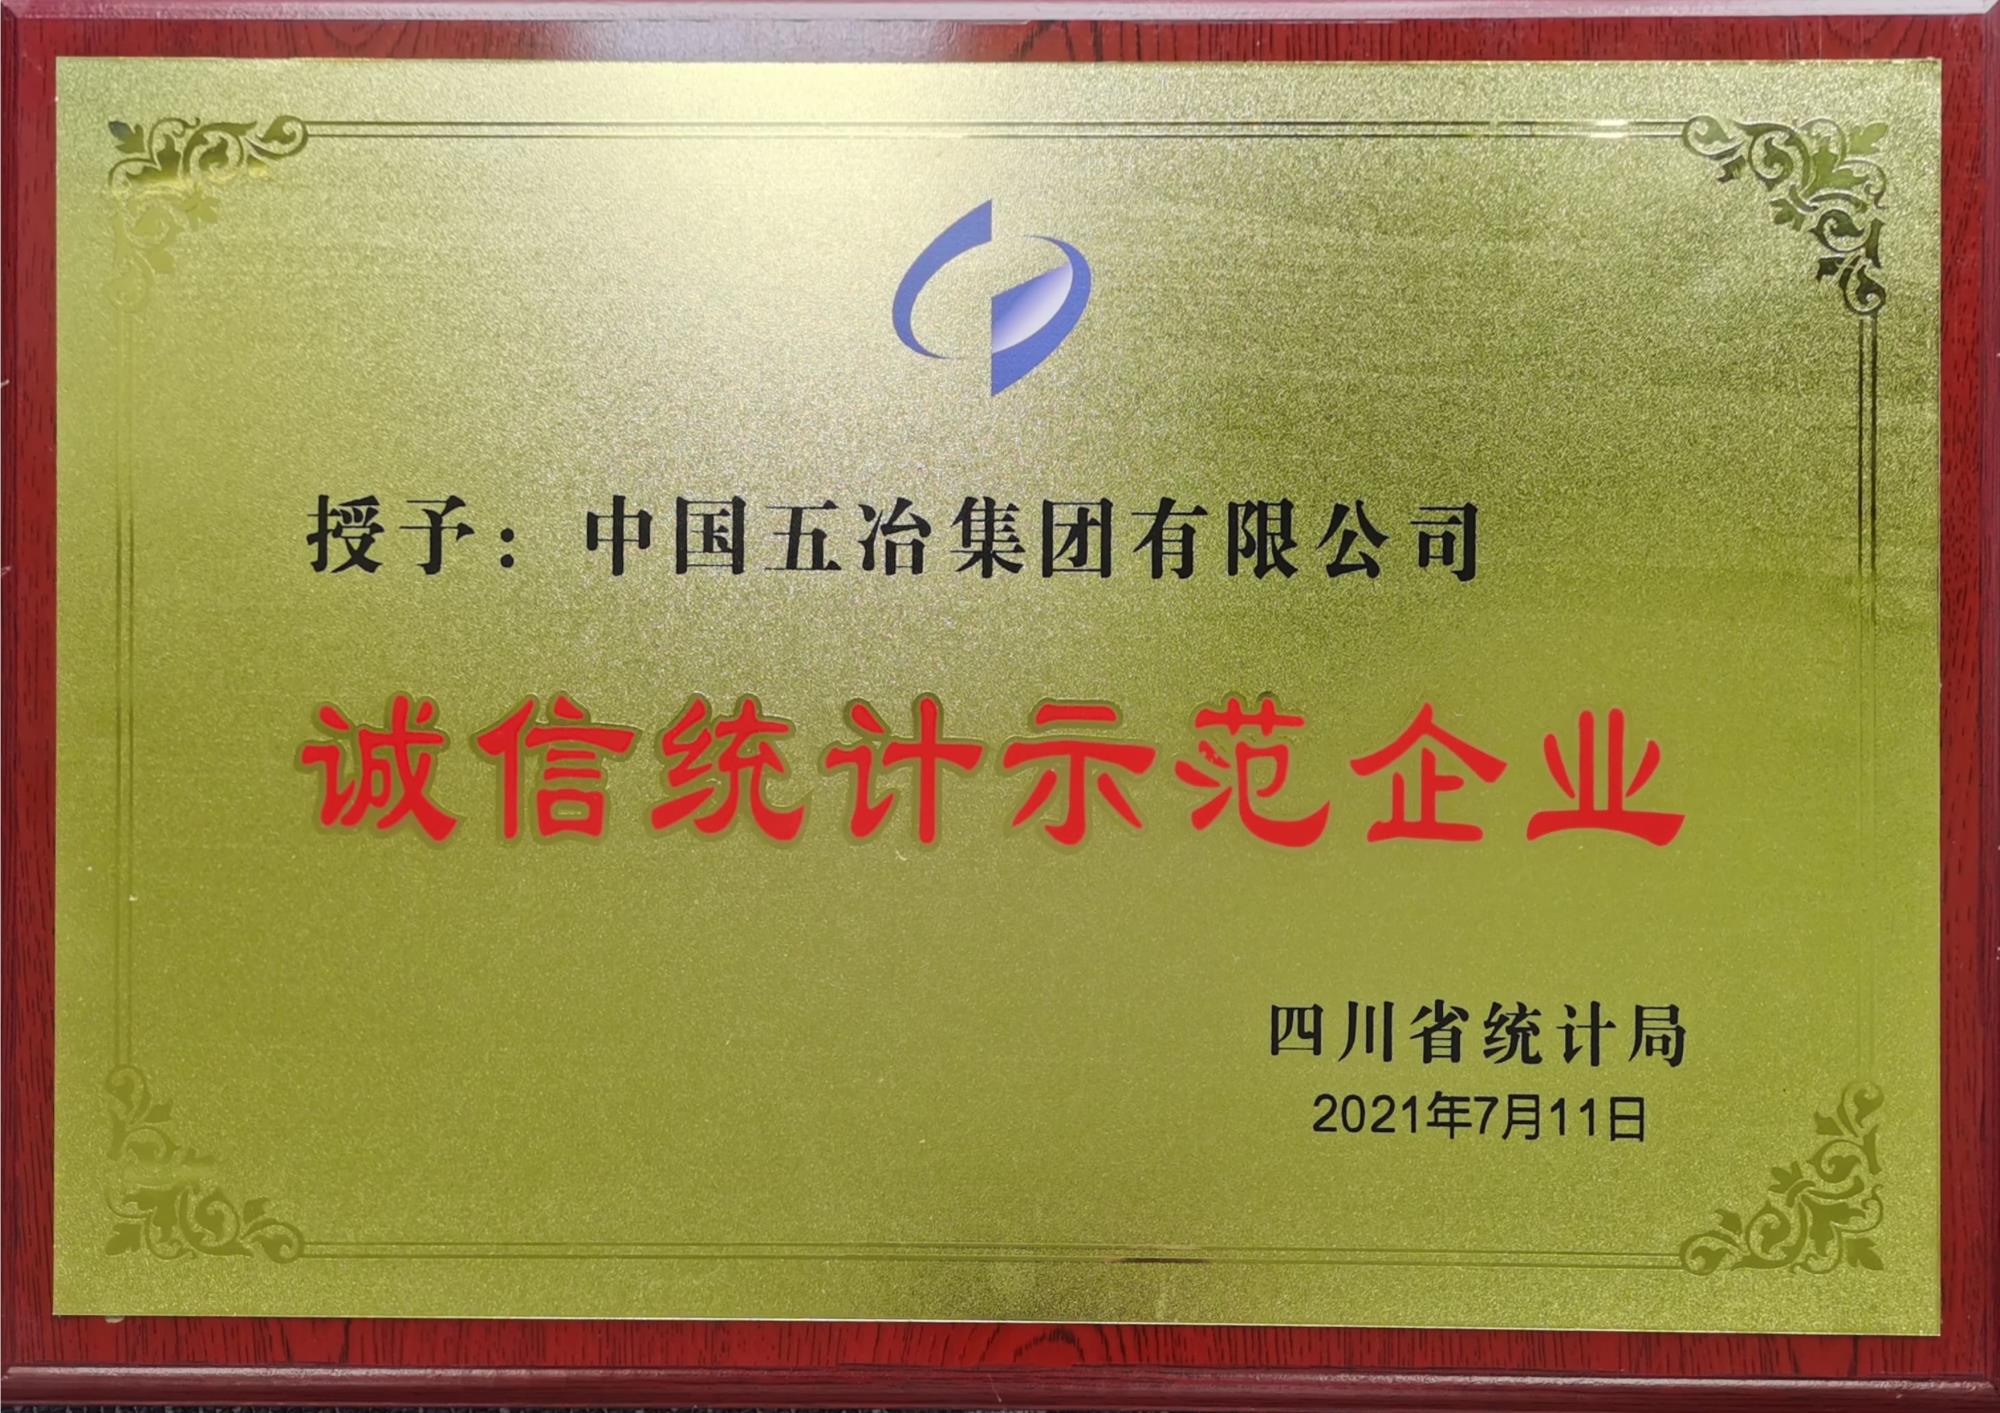 授予：中国五冶集团有限公司
诚信统计示范企业
四川省统计局
2021年7月11日